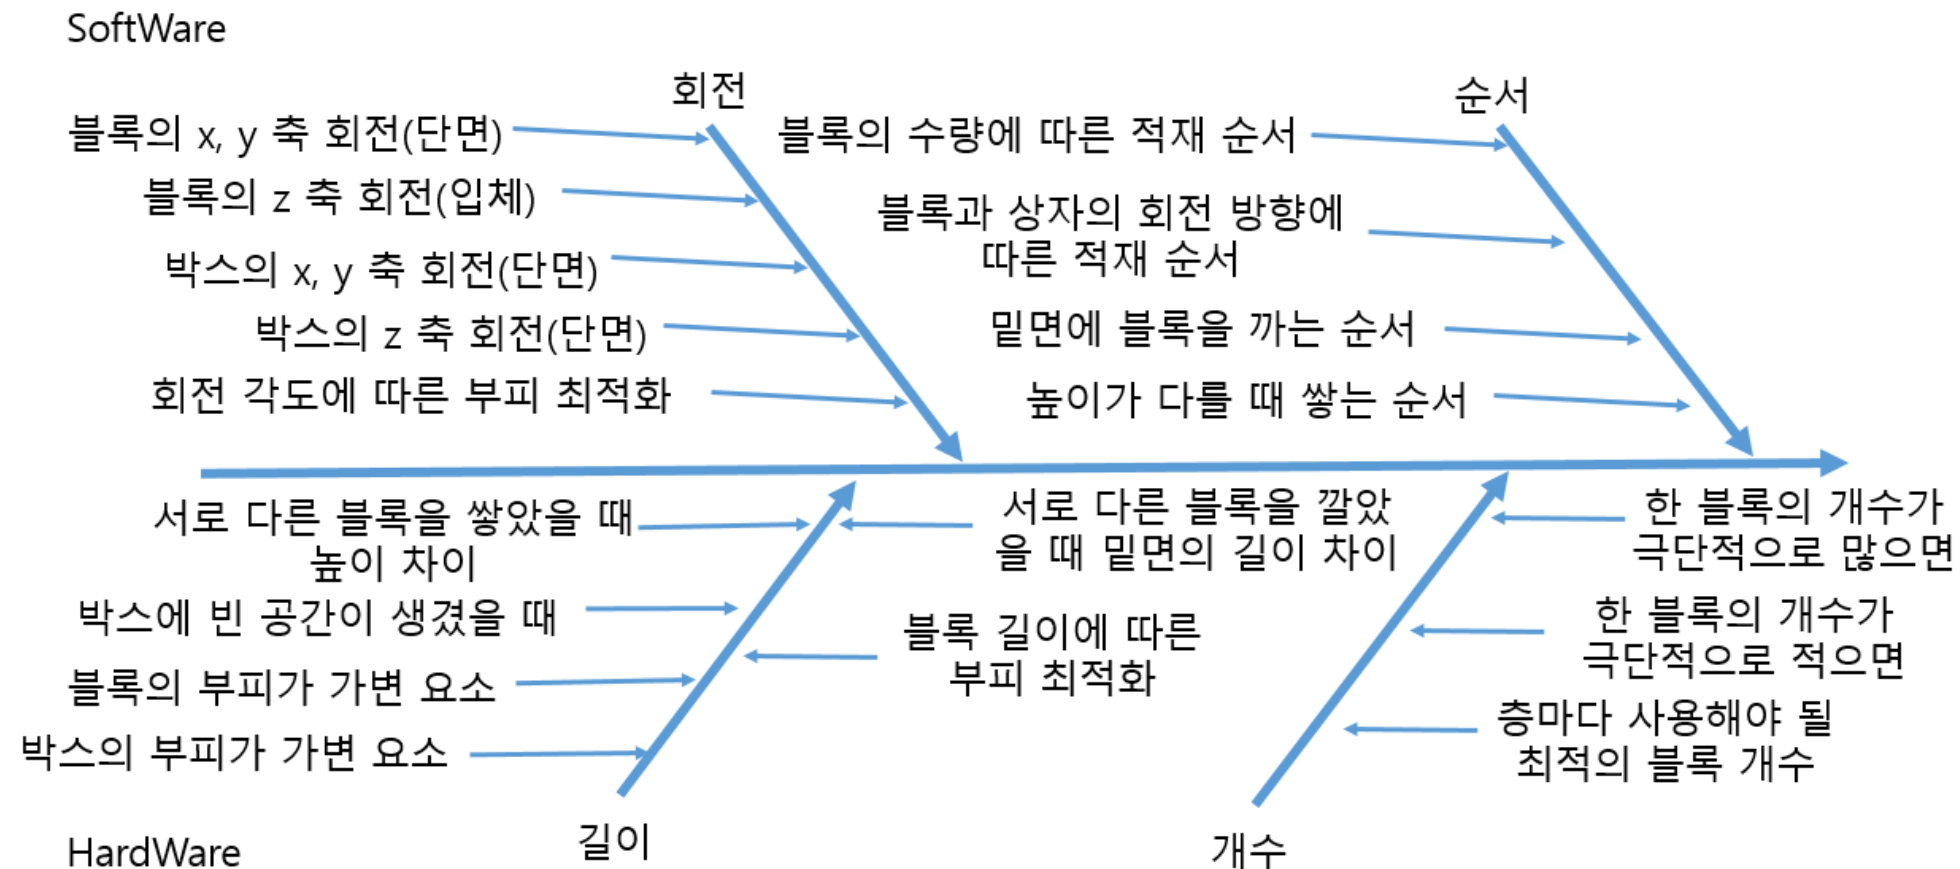 SoftWare
회전
블록의 x, y 축 회전(단면)
블록의 z 축 회전(입체)
박스의 x, y 축 회전(단면)
박스의 z 축 회전(단면)
회전 각도에 따른 부피 최적화
순서
블록의 수량에 따른 적재 순서
블록과 상자의 회전 방향에
따른 적재 순서
밑면에 블록을 까는 순서
높이가 다를 때 쌓는 순서
서로 다른 블록을 쌓았을 때
높이 차이
박스에 빈 공간이 생겼을 때
블록의 부피가 가변 요소
박스의 부피가 가변 요소
서로 다른 블록을 깔았
을 때 밑면의 길이 차이
블록 길이에 따른
부피 최적화
길이
한 블록의 개수가
극단적으로 많으면
한 블록의 개수가
극단적으로 적으면
층마다 사용해야 될
최적의 블록 개수
개수
HardWare